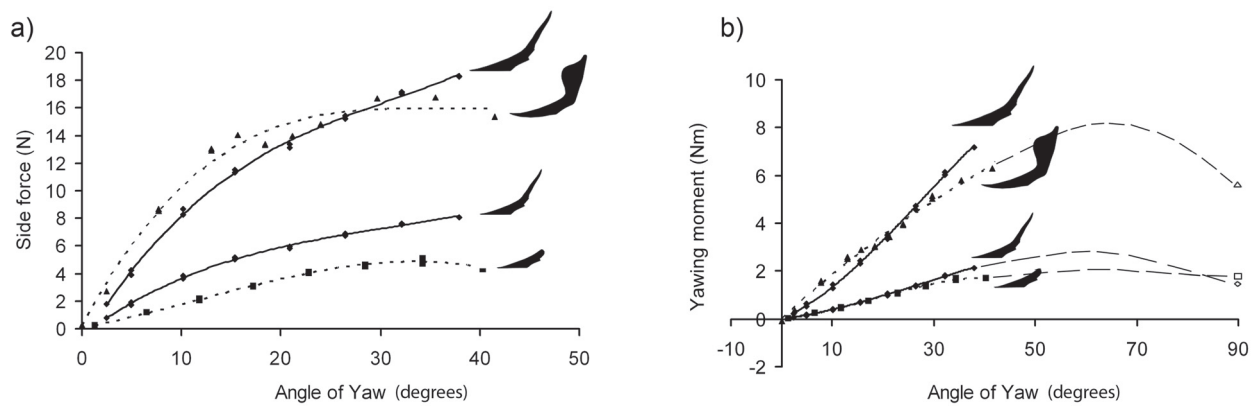 a)
20
18
16
14
12
10
8
6
4
2
0
Side force (N)
0 10 20 30 40 50
Angle of Yaw (degrees)
b)
10
8
6
4
2
0
-2
Yawing moment (Nm)
-10 10 30 50 70 90
Angle of Yaw (degrees)